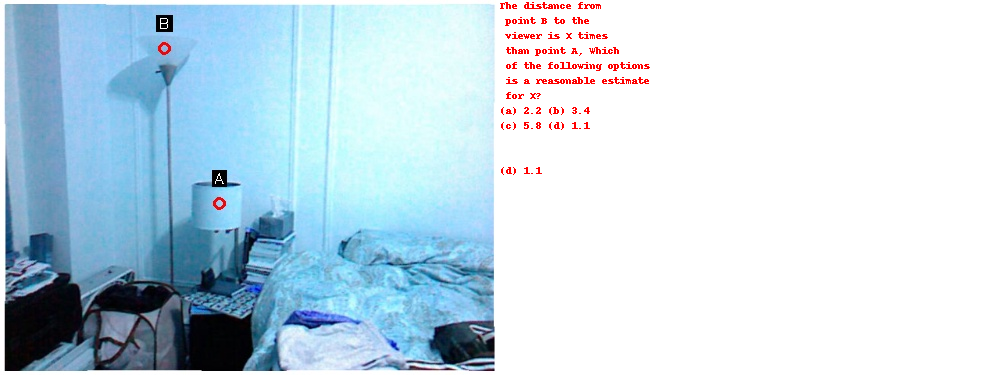 B
A
The distance from
point B to the
viewer is X times
than point A, Which
of the following options
is a reasonable estimate
for X?
(a) 2.2 (b) 3.4
(c) 5.8 (d) 1.1
(d) 1.1